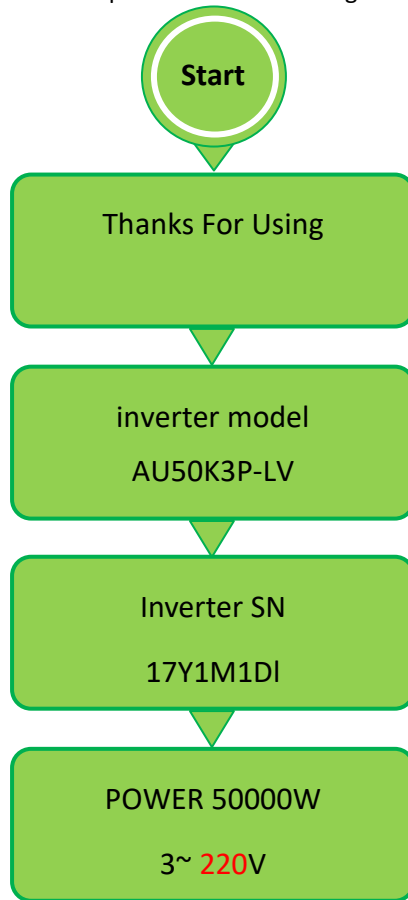 Start
Thanks For Using
inverter model
AU50K3P-LV
Inverter SN
17Y1M1Dl
POWER 50000W
3~ 220V